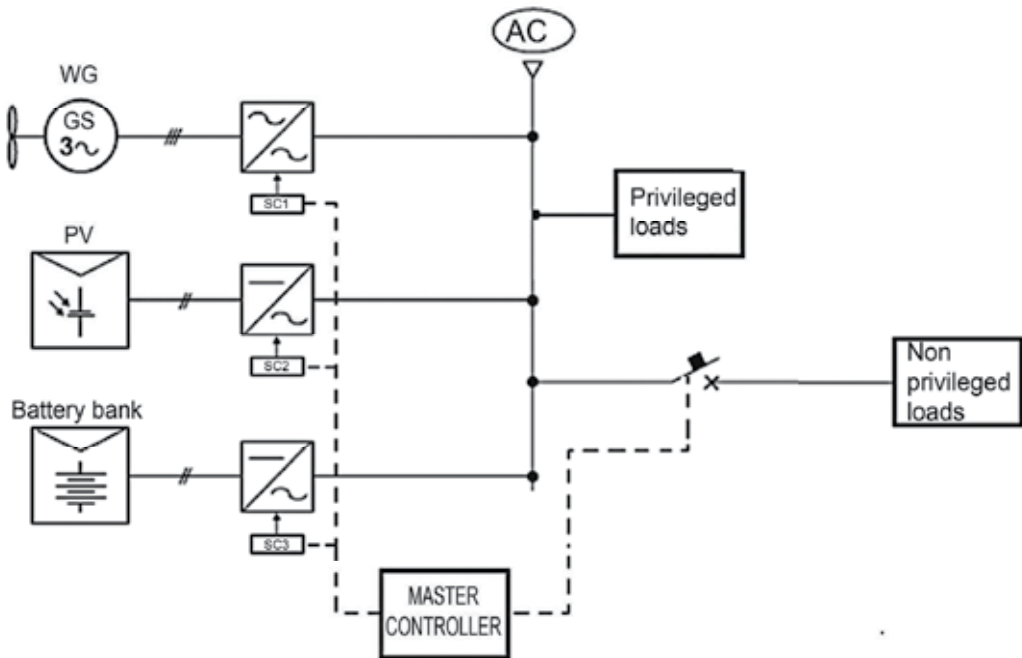 AC
WG
GS
3~
SC1
Privileged
loads
PV
SC2
Non
privileged
loads
Battery bank
SC3
MASTER
CONTROLLER